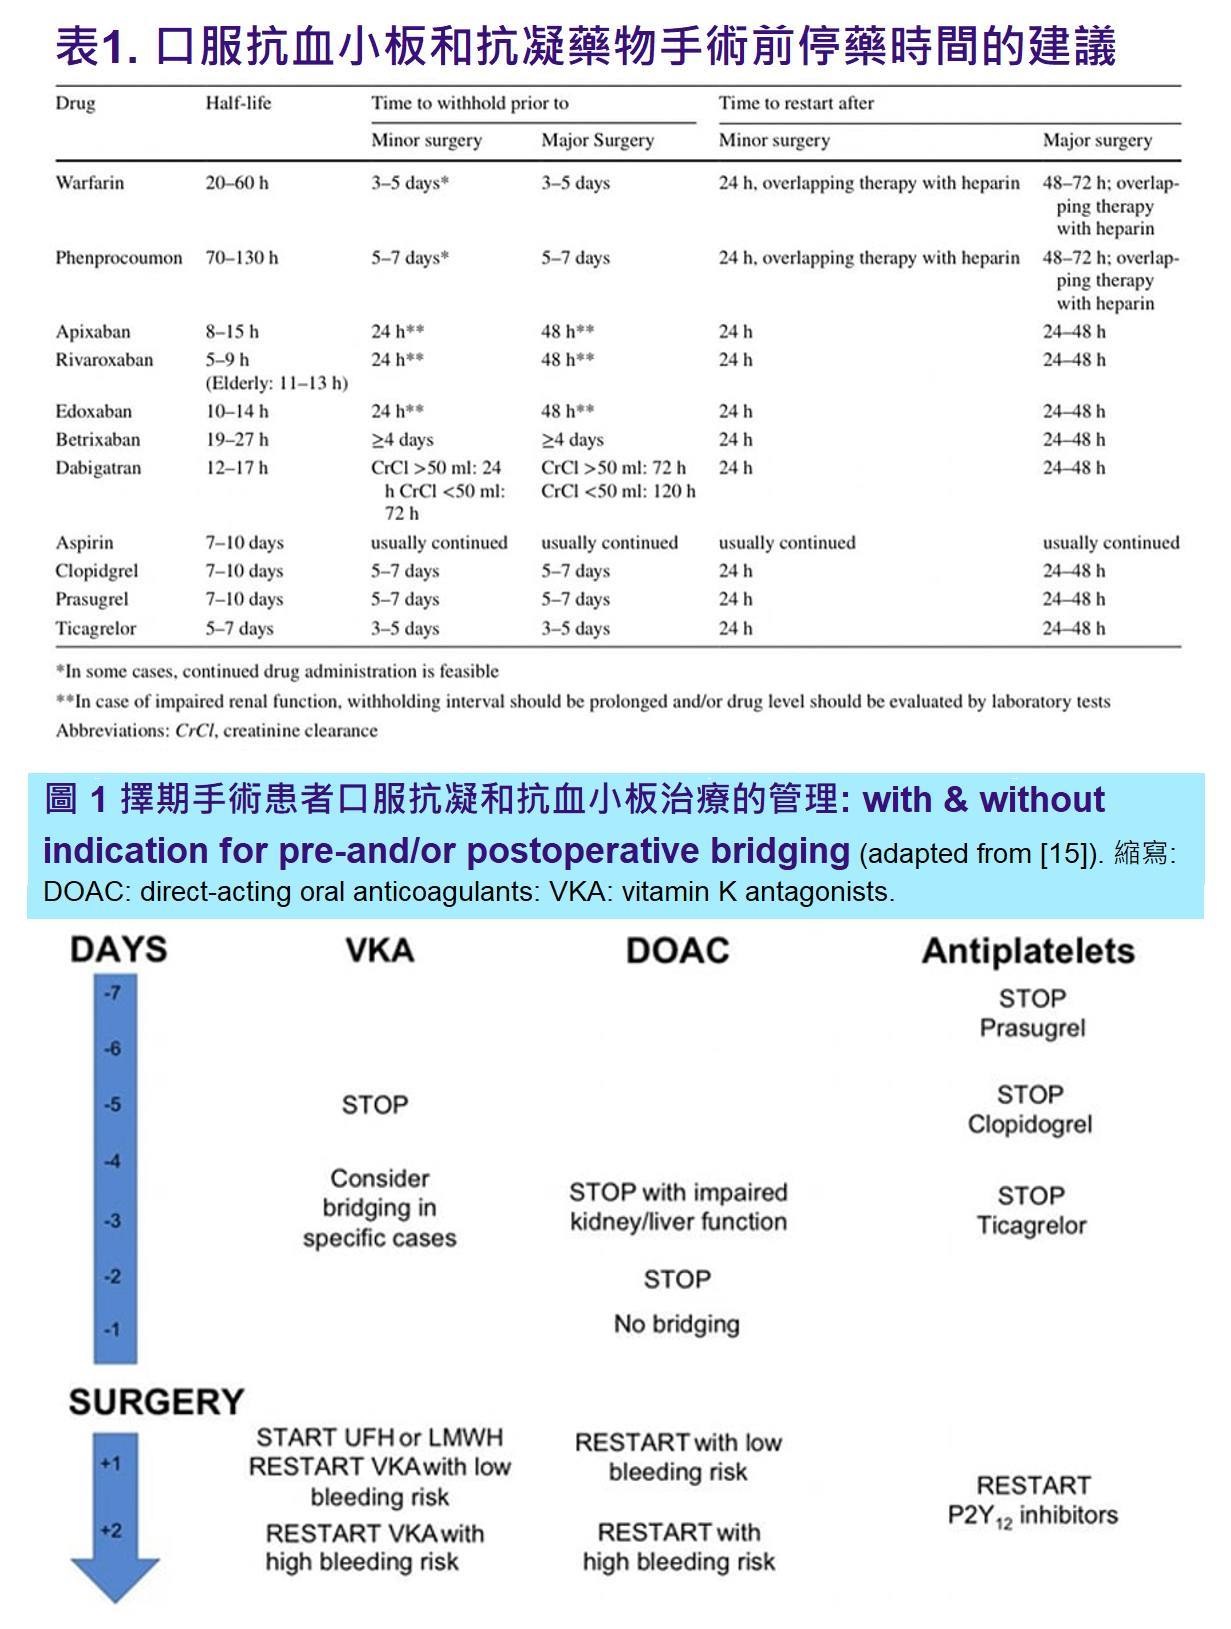 表1. 口服抗血小板和抗凝藥物手術前停藥時間的建議
Drug Half-life Time to withhold prior to Time to restart after
Minor surgery Major Surgery Minor surgery Major surgery
Warfarin 20–60 h 3–5 days* 3–5 days 24 h, overlapping therapy with heparin 48–72 h; overlap-
ping therapy
with heparin
Phenprocoumon 70–130 h 5–7 days* 5–7 days 24 h, overlapping therapy with heparin 48–72 h; overlap-
ping therapy
with heparin
Apixaban 8–15 h 24 h** 48 h** 24 h 24–48 h
Rivaroxaban 5–9 h 24 h** 48 h** 24 h 24–48 h
(Elderly: 11–13 h)
Edoxaban 10–14 h 24 h** 48 h** 24 h 24–48 h
Betrixaban 19–27 h ≥4 days ≥4 days 24 h 24–48 h
Dabigatran 12–17 h CrCl >50 ml: 24 CrCl >50 ml: 72 h 24 h 24–48 h
h CrCl <50 ml: CrCl <50 ml: 120 h
72 h
Aspirin 7–10 days usually continued usually continued usually continued usually continued
Clopidgrel 7–10 days 5–7 days 5–7 days 24 h 24–48 h
Prasugrel 7–10 days 5–7 days 5–7 days 24 h 24–48 h
Ticagrelor 5–7 days 3–5 days 3–5 days 24 h 24–48 h
*In some cases, continued drug administration is feasible
**In case of impaired renal function, withholding interval should be prolonged and/or drug level should be evaluated by laboratory tests
Abbreviations: CrCl, creatinine clearance
圖 1 擇期手術患者口服抗凝和抗血小板治療的管理: with & without
indication for pre-and/or postoperative bridging (adapted from [15]). 縮寫:
DOAC: direct-acting oral anticoagulants: VKA: vitamin K antagonists.
DAYS VKA DOAC Antiplatelets
-7 STOP
Prasugrel
-6
-5 STOP STOP
Clopidogrel
-4
Consider
bridging in
specific cases
STOP with impaired
kidney/liver function
STOP
Ticagrelor
-3
-2 STOP
-1 No bridging
SURGERY
START UFH or LMWH
RESTART VKA with low
bleeding risk
RESTART with low
bleeding risk
+1
RESTART
P2Y12 inhibitors
+2 RESTART VKA with
high bleeding risk
RESTART with
high bleeding risk